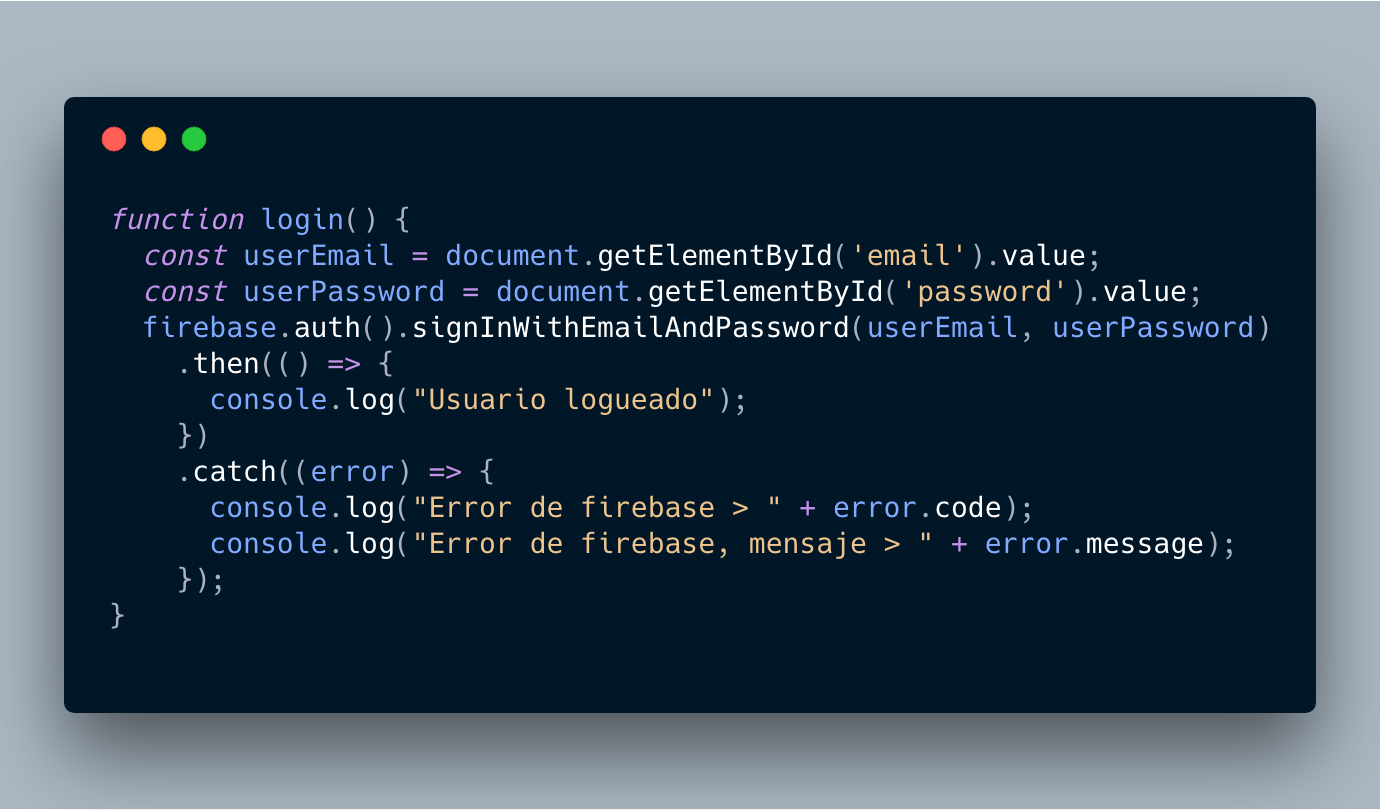 function login() {
  const userEmail = document.getElementById('email').value;
  const userPassword = document.getElementById('password').value;
  firebase.auth().signInWithEmailAndPassword(userEmail, userPassword)
    .then(() => {
      console.log("Usuario logueado");
    })
    .catch((error) => {
      console.log("Error de firebase > " + error.code);
      console.log("Error de firebase, mensaje > " + error.message);
    });
}